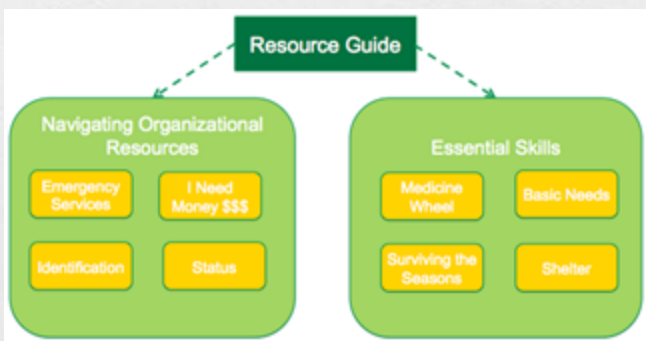 Resource Guide
Navigating Organizational
Resources
Emergency
Services
I Need
Money $$$
Identification
Status
Essential Skills
Medicine
Wheel
Basic Needs
Surviving the
Seasons
Shelter